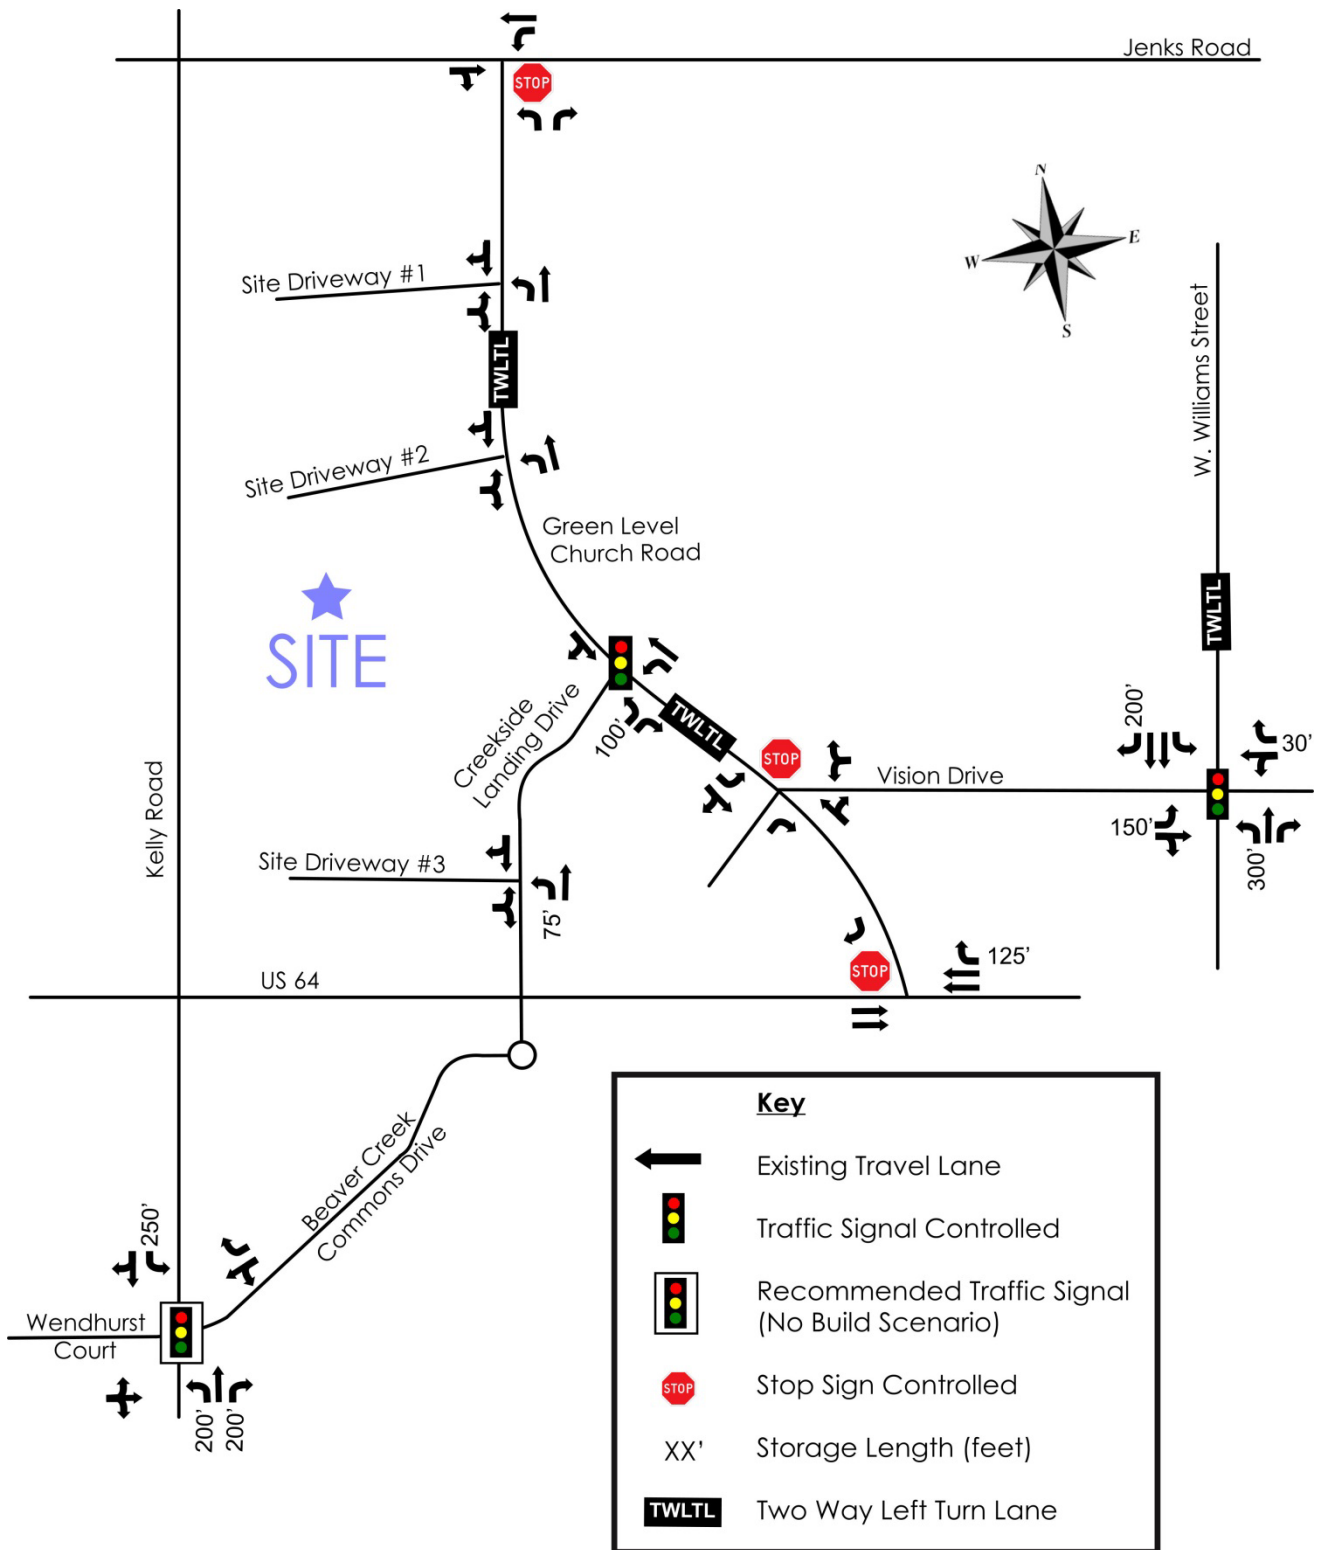 Jenks Road
STOP
N
E
W
S
Site Driveway #1
TWLTL
W. Williams Street
Site Driveway #2
Green Level
Church Road
TWLTL
SITE
Creekside
Landing Drive
100'
TWLTL
STOP
Vision Drive
200'
30'
150'
300'
Kelly Road
Site Driveway #3
75'
125'
STOP
US 64
Beaver Creek
Commons Drive
250'
Wendhurst
Court
200'
200'
Key
Existing Travel Lane
Traffic Signal Controlled
Recommended Traffic Signal
(No Build Scenario)
STOP
Stop Sign Controlled
XX'
Storage Length (feet)
TWLTL
Two Way Left Turn Lane